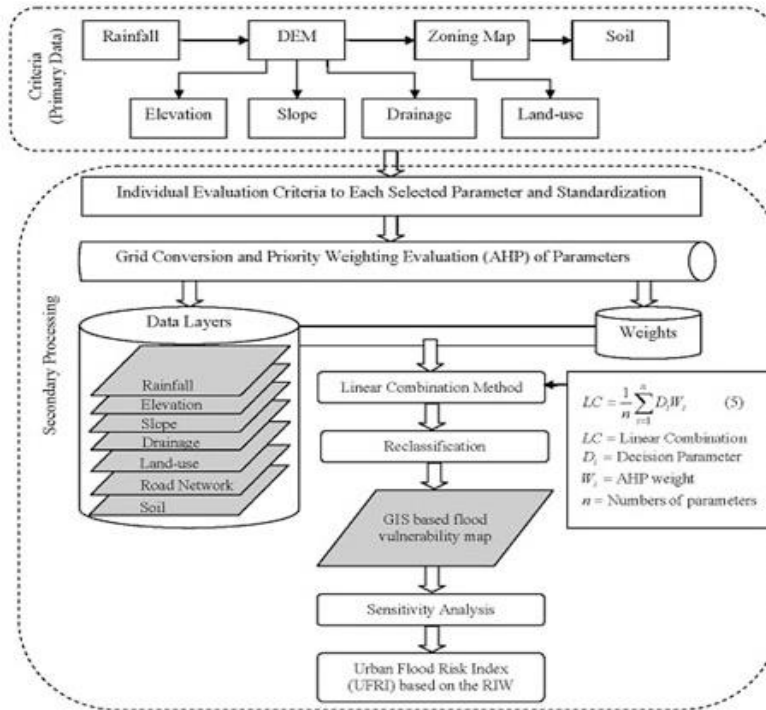 Criteria
(Primary Data)
Rainfall
DEM
Zoning Map
Soil
Elevation
Slope
Drainage
Land-use
Secondary Processing
Individual Evaluation Criteria to Each Selected Parameter and Standardization
Grid Conversion and Priority Weighting Evaluation (AHP) of Parameters
Data Layers
Weights
Rainfall
Elevation
Slope
Drainage
Land-use
Road Network
Soil
Linear Combination Method
Reclassification
GIS based flood
vulnerability map
Sensitivity Analysis
Urban Flood Risk Index
(UFRI) based on the RIW
LC = 1/n ∑ᵢ₌₁ⁿ DᵢWᵢ (5)
LC = Linear Combination
Dᵢ = Decision Parameter
Wᵢ = AHP weight
n = Numbers of parameters